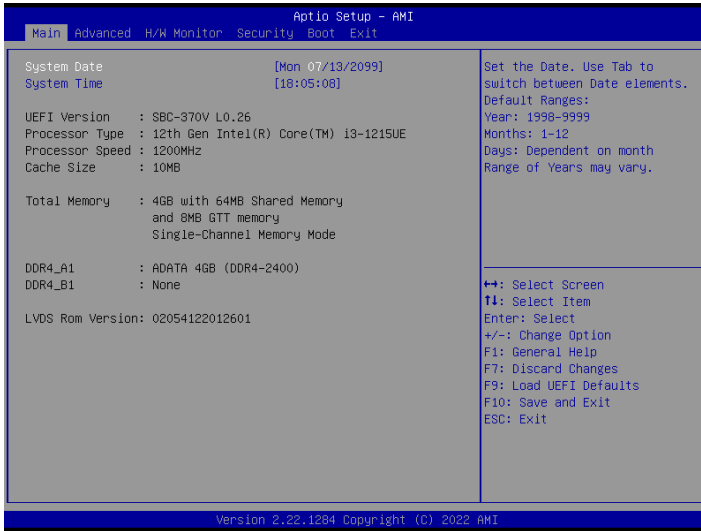 Aptio Setup – AMI
Main Advanced H/W Monitor Security Boot Exit
System Date [Mon 07/13/2099]
System Time [18:05:08]
UEFI Version : SBC-370V L0.26
Processor Type : 12th Gen Intel(R) Core(TM) i3-1215UE
Processor Speed : 1200MHz
Cache Size : 10MB
Total Memory : 4GB with 64MB Shared Memory
and 8MB GTT memory
Single-Channel Memory Mode
DDR4_A1 : ADATA 4GB (DDR4-2400)
DDR4_B1 : None
LVDS Rom Version: 02054122012601
Set the Date. Use Tab to
switch between Date elements.
Default Ranges:
Year: 1998-9999
Months: 1-12
Days: Dependent on month
Range of Years may vary.
↔: Select Screen
↑↓: Select Item
Enter: Select
+/-: Change Option
F1: General Help
F7: Discard Changes
F9: Load UEFI Defaults
F10: Save and Exit
ESC: Exit
Version 2.22.1284 Copyright (C) 2022 AMI